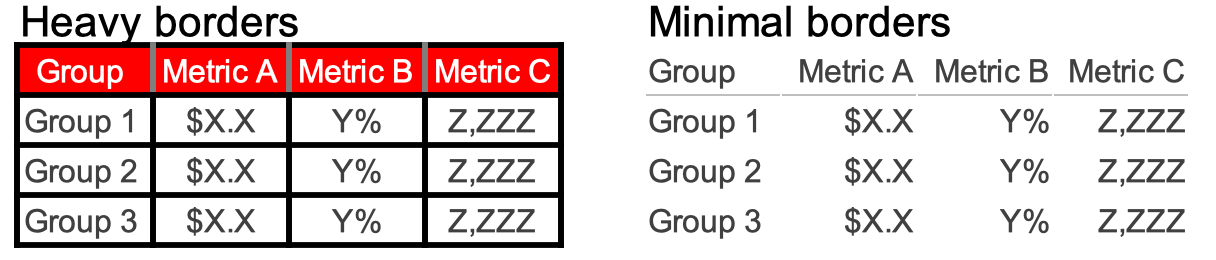 Heavy borders
Group Metric A Metric B Metric C
Group 1 $X.X Y% Z,ZZZ
Group 2 $X.X Y% Z,ZZZ
Group 3 $X.X Y% Z,ZZZ
Minimal borders
Group Metric A Metric B Metric C
Group 1 $X.X Y% Z,ZZZ
Group 2 $X.X Y% Z,ZZZ
Group 3 $X.X Y% Z,ZZZ